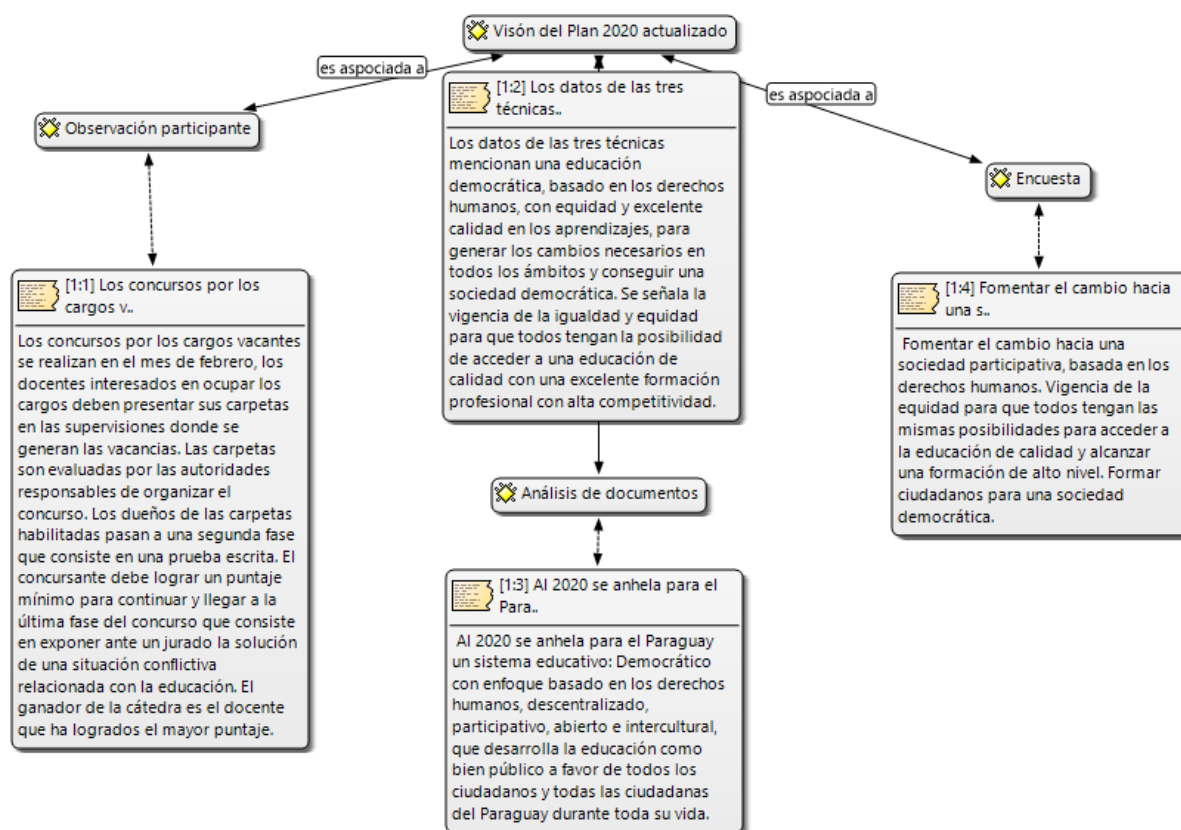 Visón del Plan 2020 actualizado
es aspociada a
es aspociada a
Observación participante
[1:1] Los concursos por los
cargos v..
Los concursos por los cargos vacantes
se realizan en el mes de febrero, los
docentes interesados en ocupar los
cargos deben presentar sus carpetas
en las supervisiones donde se
generan las vacancias. Las carpetas
son evaluadas por las autoridades
responsables de organizar el
concurso. Los dueños de las carpetas
habilitadas pasan a una segunda fase
que consiste en una prueba escrita. El
concursante debe lograr un puntaje
mínimo para continuar y llegar a la
última fase del concurso que consiste
en exponer ante un jurado la solución
de una situación conflictiva
relacionada con la educación. El
ganador de la cátedra es el docente
que ha logrados el mayor puntaje.
[1:2] Los datos de las tres
técnicas..
Los datos de las tres técnicas
mencionan una educación
democrática, basado en los derechos
humanos, con equidad y excelente
calidad en los aprendizajes, para
generar los cambios necesarios en
todos los ámbitos y conseguir una
sociedad democrática. Se señala la
vigencia de la igualdad y equidad
para que todos tengan la posibilidad
de acceder a una educación de
calidad con una excelente formación
profesional con alta competitividad.
Análisis de documentos
[1:3] Al 2020 se anhela para el
Para..
Al 2020 se anhela para el Paraguay
un sistema educativo: Democrático
con enfoque basado en los derechos
humanos, descentralizado,
participativo, abierto e intercultural,
que desarrolla la educación como
bien público a favor de todos los
ciudadanos y todas las ciudadanas
del Paraguay durante toda su vida.
Encuesta
[1:4] Fomentar el cambio hacia
una s..
Fomentar el cambio hacia una
sociedad participativa, basada en los
derechos humanos. Vigencia de la
equidad para que todos tengan las
mismas posibilidades para acceder a
la educación de calidad y alcanzar
una formación de alto nivel. Formar
ciudadanos para una sociedad
democrática.